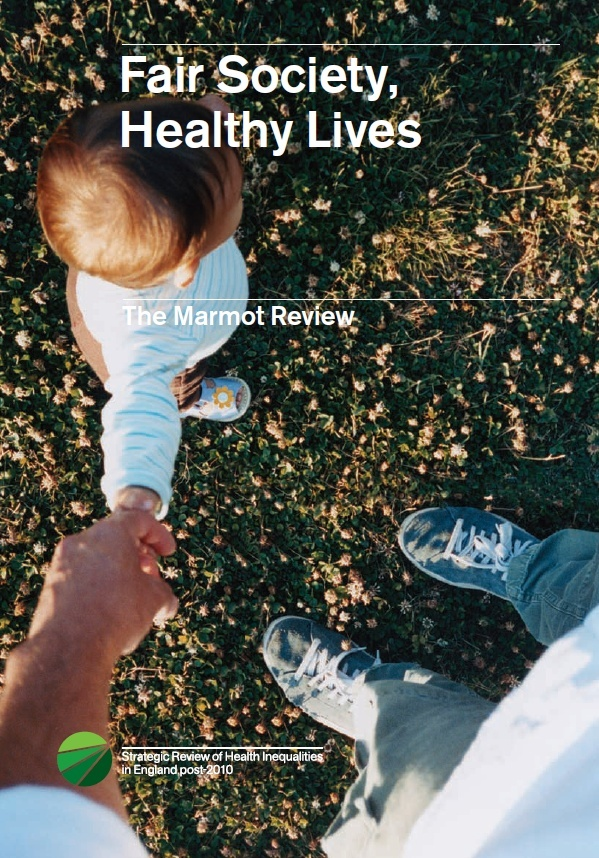 Fair Society,
Healthy Lives
The Marmot Review
Strategic Review of Health Inequalities
in England post-2010